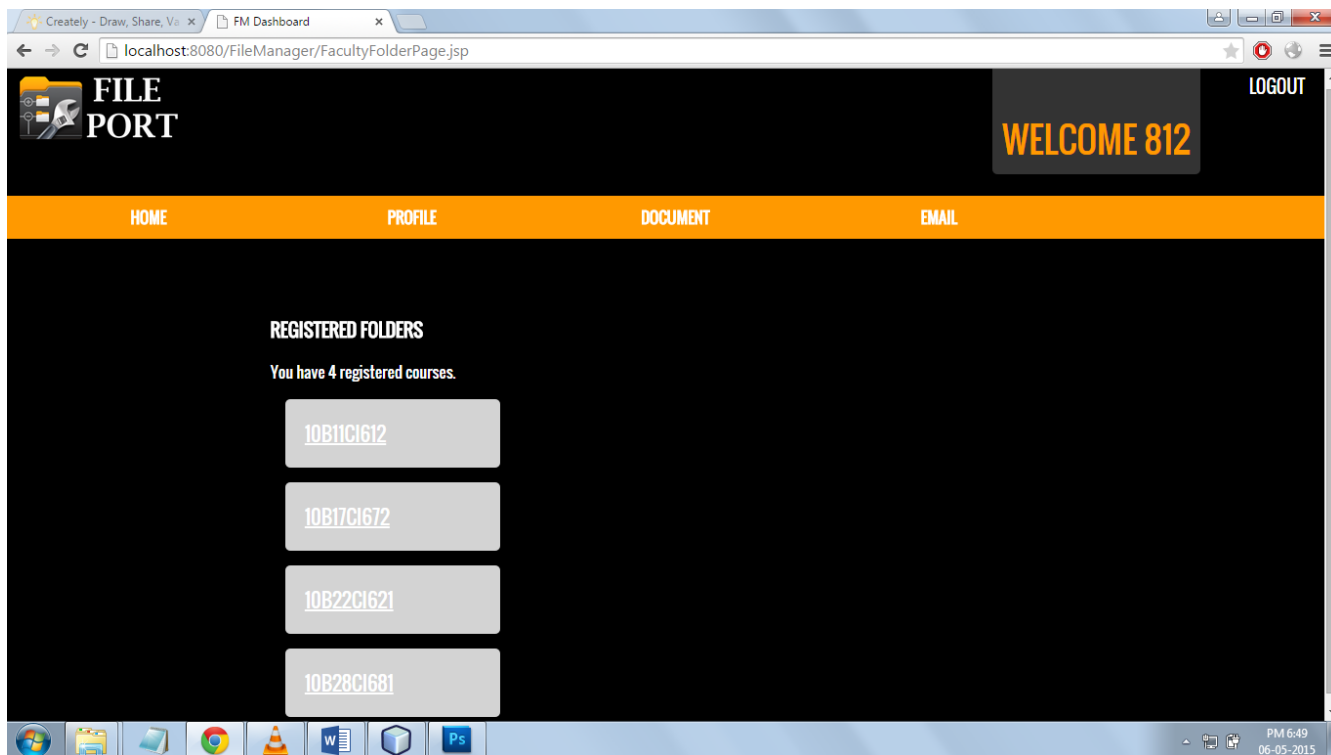 Creately - Draw, Share, Va
FM Dashboard
localhost:8080/FileManager/FacultyFolderPage.jsp
FILE
PORT
LOGOUT
WELCOME 812
HOME PROFILE DOCUMENT EMAIL
REGISTERED FOLDERS
You have 4 registered courses.
10B11CI612
10B17CI672
10B22CI621
10B28CI681
W
Ps
PM 6:49
06-05-2015